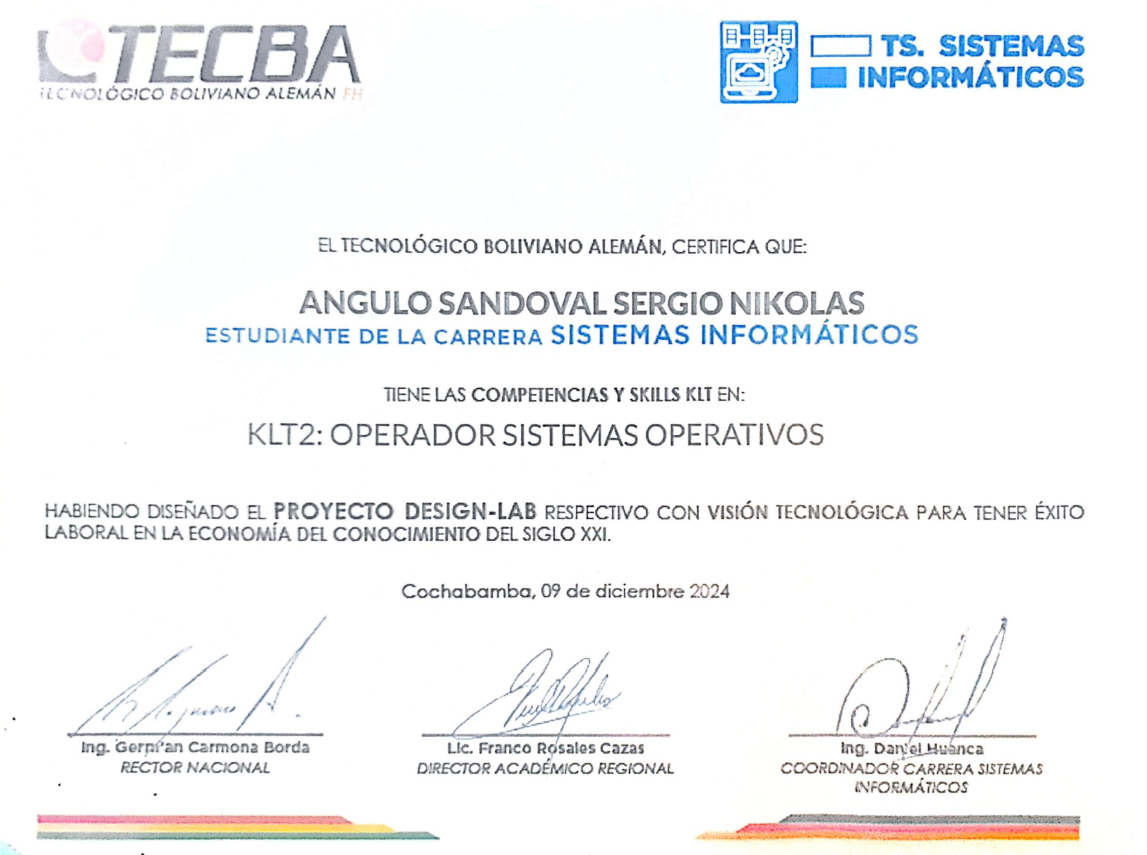 TECBA
TECNOLÓGICO BOLIVIANO ALEMÁN FH
TS. SISTEMAS
INFORMÁTICOS
EL TECNOLÓGICO BOLIVIANO ALEMÁN, CERTIFICA QUE:
ANGULO SANDOVAL SERGIO NIKOLAS
ESTUDIANTE DE LA CARRERA SISTEMAS INFORMÁTICOS
TIENE LAS COMPETENCIAS Y SKILLS KLT EN:
KLT2: OPERADOR SISTEMAS OPERATIVOS
HABIENDO DISEÑADO EL PROYECTO DESIGN-LAB RESPECTIVO CON VISIÓN TECNOLÓGICA PARA TENER ÉXITO
LABORAL EN LA ECONOMÍA DEL CONOCIMIENTO DEL SIGLO XXI.
Cochabamba, 09 de diciembre 2024
Ing. Carmona Borda
RECTOR NACIONAL
Lic. Franco Rosales Cazas
DIRECTOR ACADÉMICO REGIONAL
Ing. Daniel Huanca
COORDINADOR CARRERA SISTEMAS
INFORMÁTICOS